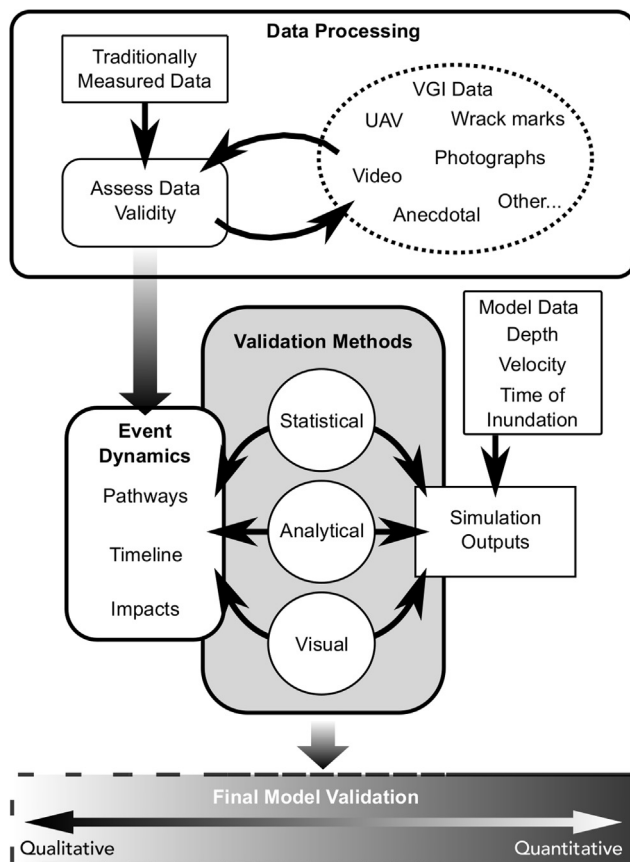 Data Processing
Traditionally
Measured Data
VGI Data
UAV
Wrack marks
Photographs
Video
Other...
Anecdotal
Assess Data
Validity
Model Data
Depth
Velocity
Time of
Inundation
Validation Methods
Statistical
Event
Dynamics
Pathways
Analytical
Simulation
Outputs
Timeline
Impacts
Visual
Final Model Validation
Qualitative
Quantitative